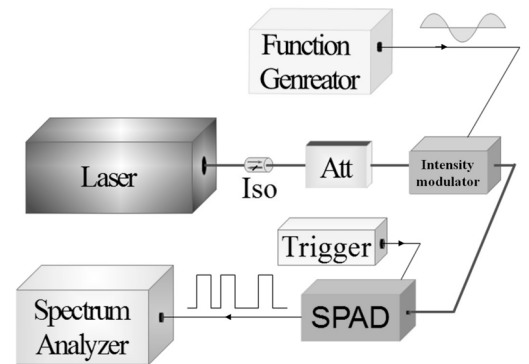 Function
Genreator
Laser
Iso
Att
Intensity
modulator
Trigger
Spectrum
Analyzer
SPAD